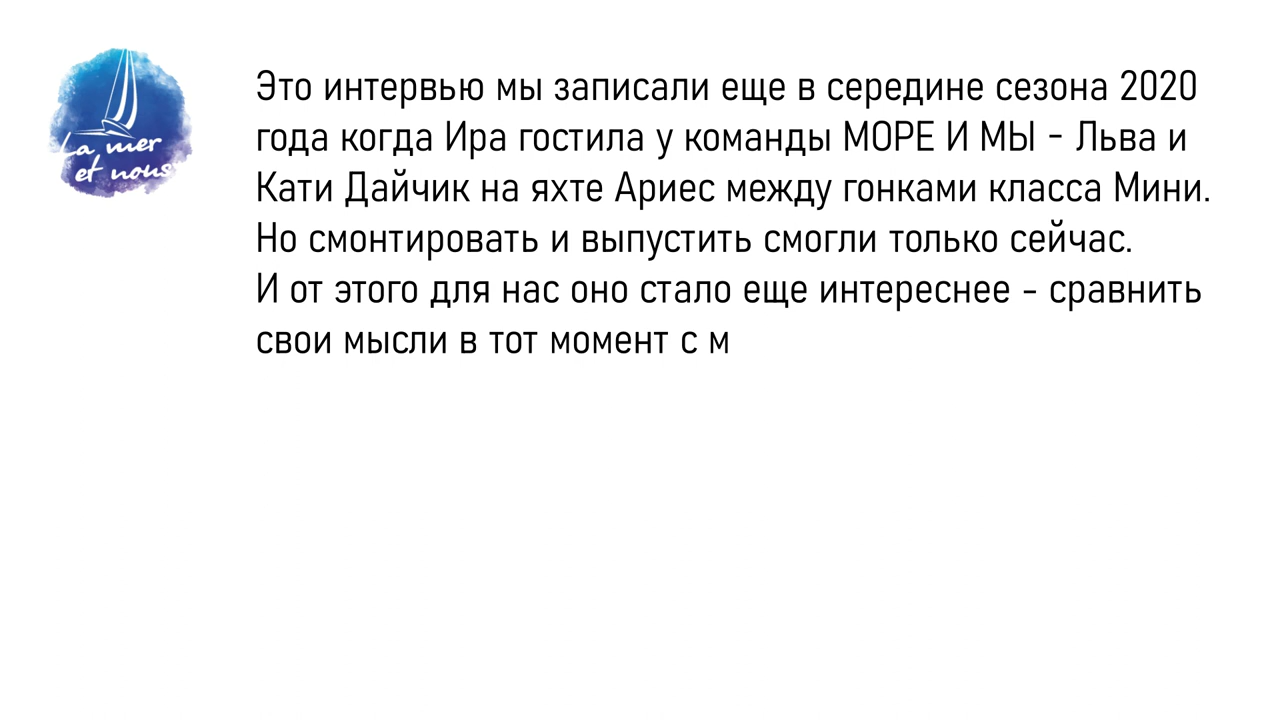 La mer
et nous
Это интервью мы записали еще в середине сезона 2020
года когда Ира гостила у команды МОРЕ И МЫ - Льва и
Кати Дайчик на яхте Ариес между гонками класса Мини.
Но смонтировать и выпустить смогли только сейчас.
И от этого для нас оно стало еще интереснее - сравнить
свои мысли в тот момент с м